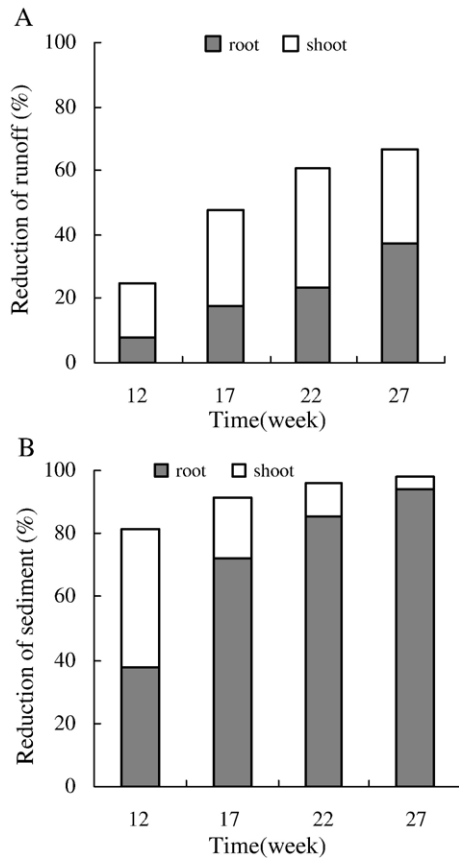 A
root shoot
Reduction of runoff (%)
100
80
60
40
20
0
12 17 22 27
Time(week)
B
root shoot
Reduction of sediment (%)
100
80
60
40
20
0
12 17 22 27
Time(week)